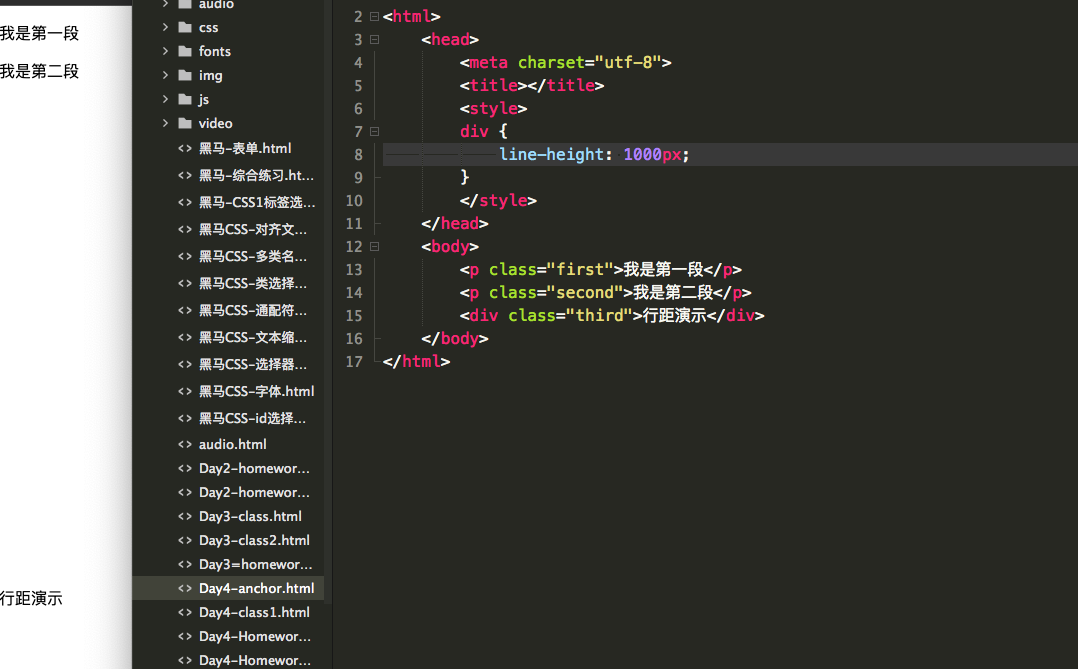 我是第一段
我是第二段
行距演示
audio
css
fonts
img
js
video
黑马-表单.html
黑马-综合练习.ht...
黑马-CSS1标签选...
黑马CSS-对齐文...
黑马CSS-多类名...
黑马CSS-类选择...
黑马CSS-通配符...
黑马CSS-文本缩...
黑马CSS-选择器...
黑马CSS-字体.html
黑马CSS-id选择...
audio.html
Day2-homewor...
Day2-homewor...
Day3-class.html
Day3-class2.html
Day3=homewor...
Day4-anchor.html
Day4-class1.html
Day4-Homewor...
Day4-Homewor...
2 <html>
3 <head>
4 <meta charset="utf-8">
5 <title></title>
6 <style>
7 div {
8 line-height: 1000px;
9 }
10 </style>
11 </head>
12 <body>
13 <p class="first">我是第一段</p>
14 <p class="second">我是第二段</p>
15 <div class="third">行距演示</div>
16 </body>
17 </html>